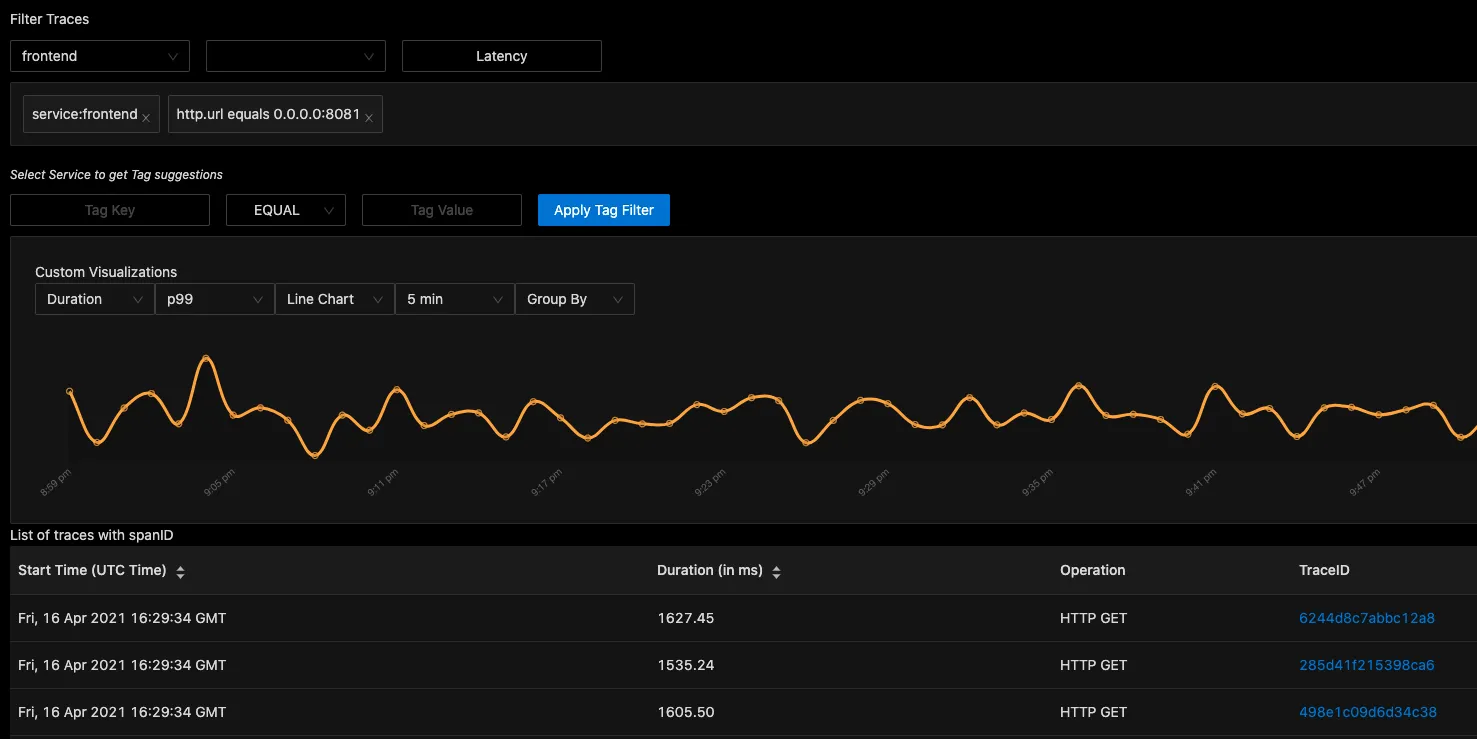 Filter Traces
frontend Latency
service:frontend × http.url equals 0.0.0.0:8081 ×
Select Service to get Tag suggestions
Tag Key EQUAL Tag Value Apply Tag Filter
Custom Visualizations
Duration p99 Line Chart 5 min Group By
8:59 pm 9:05 pm 9:11 pm 9:17 pm 9:23 pm 9:29 pm 9:35 pm 9:41 pm 9:47 pm
List of traces with spanID
Start Time (UTC Time) Duration (in ms) Operation TraceID
Fri, 16 Apr 2021 16:29:34 GMT 1627.45 HTTP GET 6244d8c7abbc12a8
Fri, 16 Apr 2021 16:29:34 GMT 1535.24 HTTP GET 285d41f215398ca6
Fri, 16 Apr 2021 16:29:34 GMT 1605.50 HTTP GET 498e1c09d6d34c38